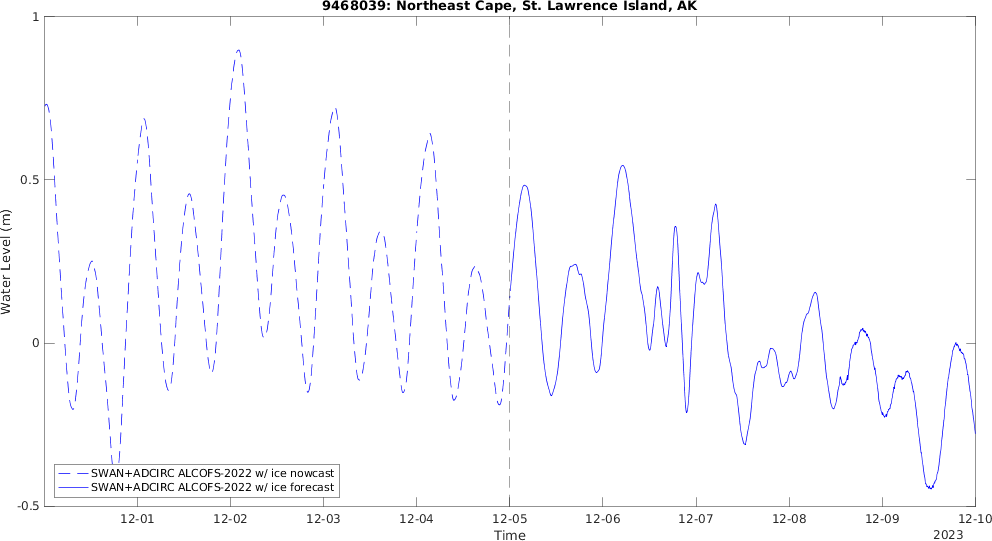 9468039: Northeast Cape, St. Lawrence Island, AK
1
0.5
0
-0.5
Water Level (m)
SWAN+ADCIRC ALCOFS-2022 w/ ice nowcast
SWAN+ADCIRC ALCOFS-2022 w/ ice forecast
12-01 12-02 12-03 12-04 12-05 12-06 12-07 12-08 12-09 12-10
Time
2023